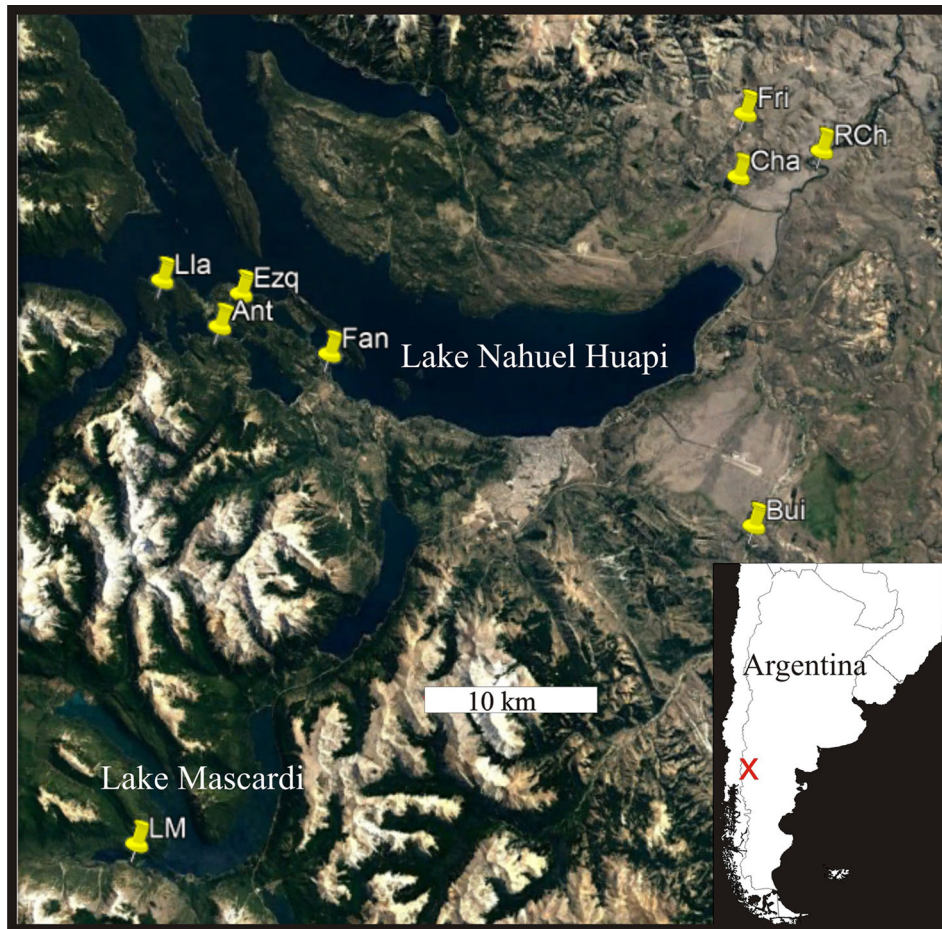 Fri
RCh
Cha
Lla
Ezq
Ant
Fan
Lake Nahuel Huapi
Bui
Argentina
10 km
X
Lake Mascardi
LM